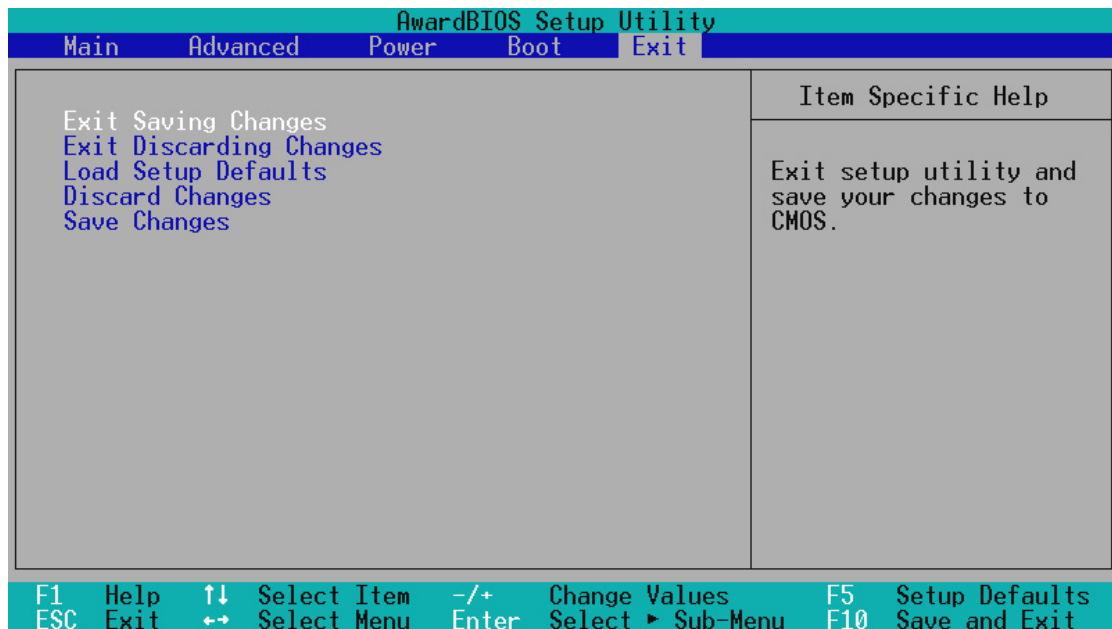 AwardBIOS Setup Utility
Main Advanced Power Boot Exit
Exit Saving Changes
Exit Discarding Changes
Load Setup Defaults
Discard Changes
Save Changes
Item Specific Help
Exit setup utility and
save your changes to
CMOS.
F1 Help ↑↓ Select Item -/+ Change Values F5 Setup Defaults
ESC Exit ←→ Select Menu Enter Select ► Sub-Menu F10 Save and Exit